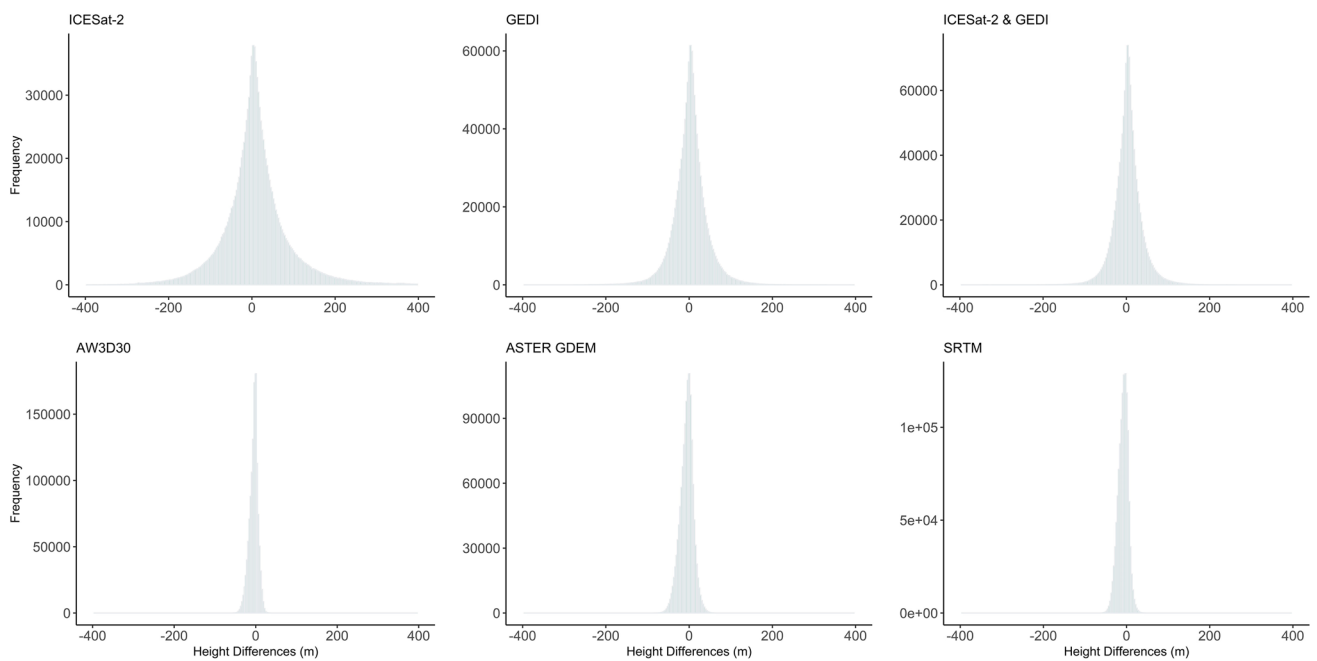 ICESat-2
GEDI
ICESat-2 & GEDI
Frequency
30000
20000
10000
0
-400 -200 0 200 400
60000
40000
20000
0
-400 -200 0 200 400
60000
40000
20000
0
-400 -200 0 200 400
AW3D30
ASTER GDEM
SRTM
Frequency
150000
100000
50000
0
-400 -200 0 200 400
Height Differences (m)
90000
60000
30000
0
-400 -200 0 200 400
Height Differences (m)
1e+05
5e+04
0e+00
-400 -200 0 200 400
Height Differences (m)